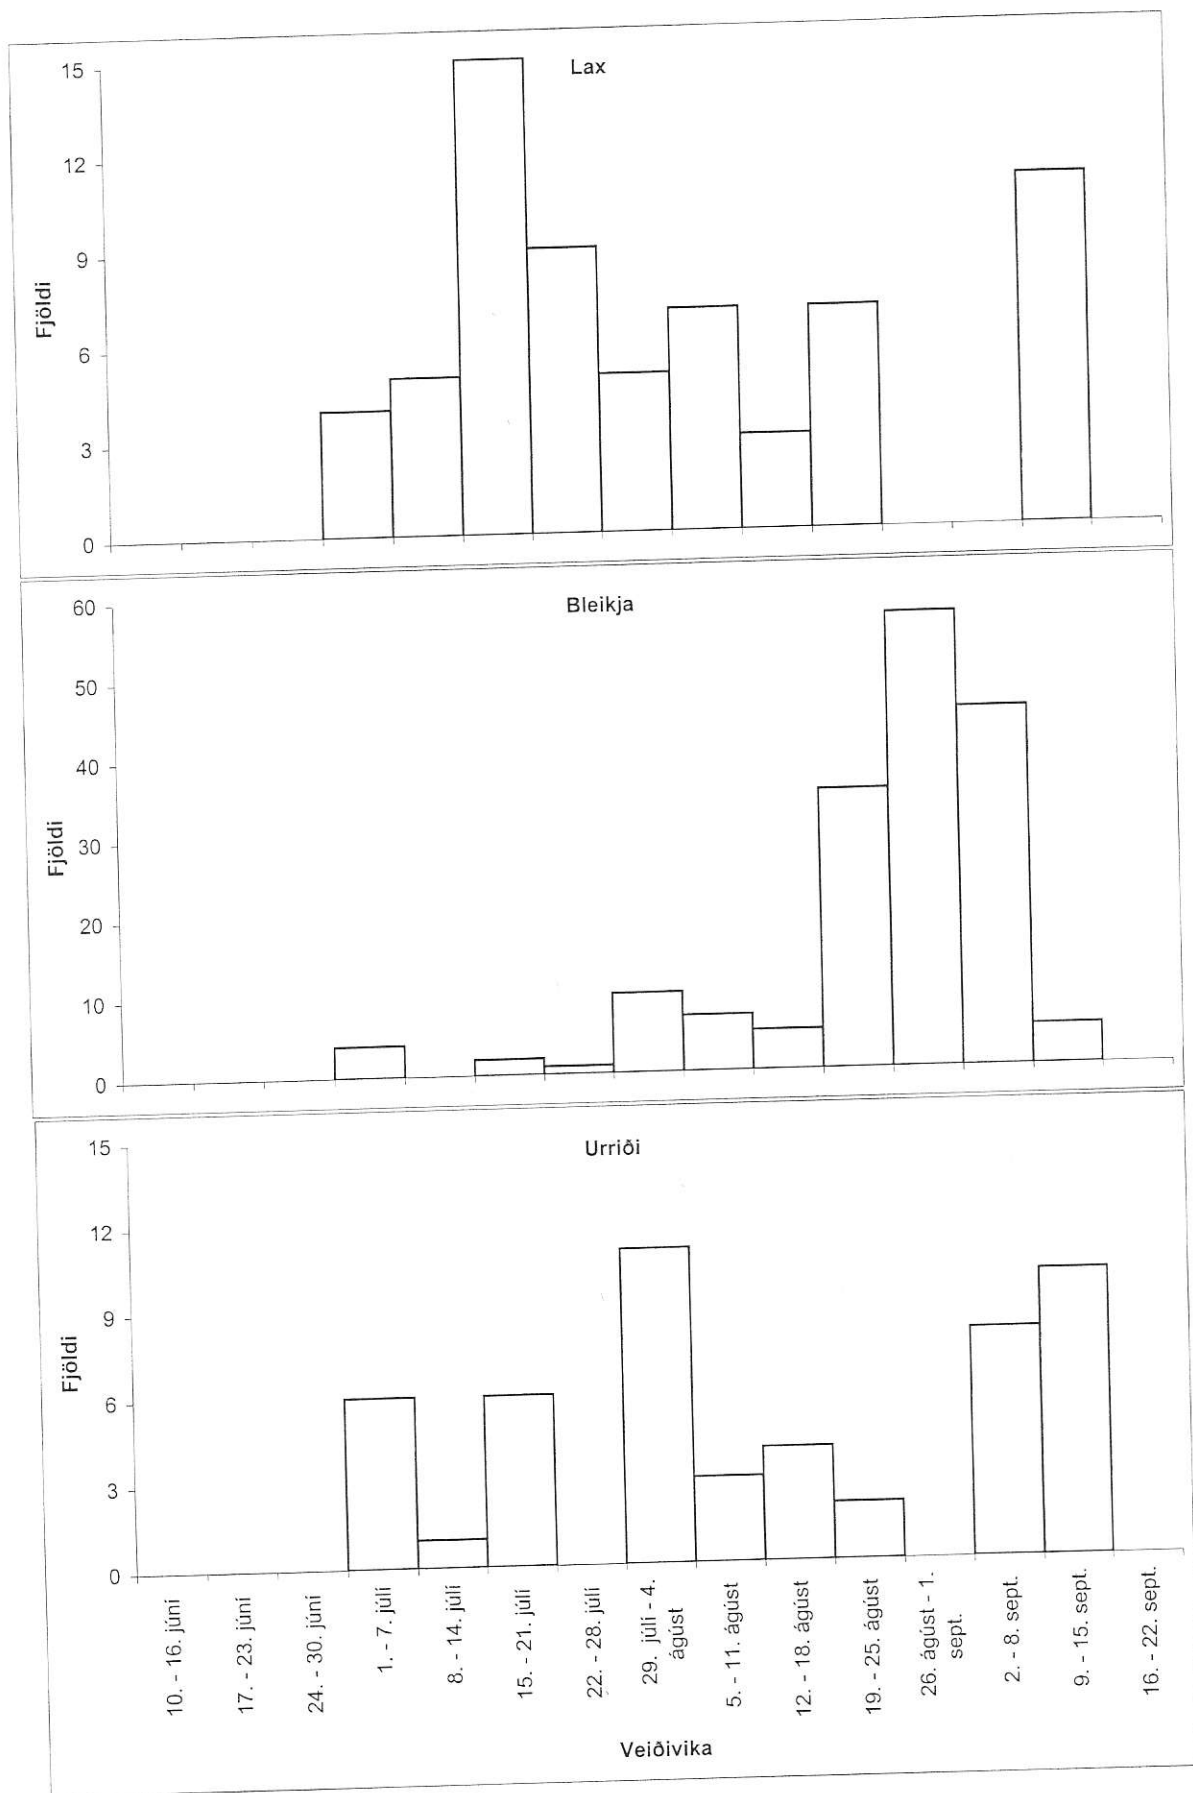 Lax
15
12
9
6
3
0
Fjöldi
Bleikja
60
50
40
30
20
10
0
Fjöldi
Urriði
15
12
9
6
3
0
Fjöldi
10. - 16. júní
17. - 23. júní
24. - 30. júní
1. - 7. júlí
8. - 14. júlí
15. - 21. júlí
22. - 28. júlí
29. júlí - 4.
ágúst
5. - 11. ágúst
12. - 18. ágúst
19. - 25. ágúst
26. ágúst - 1.
sept.
2. - 8. sept.
9. - 15. sept.
16. - 22. sept.
Veiðivika